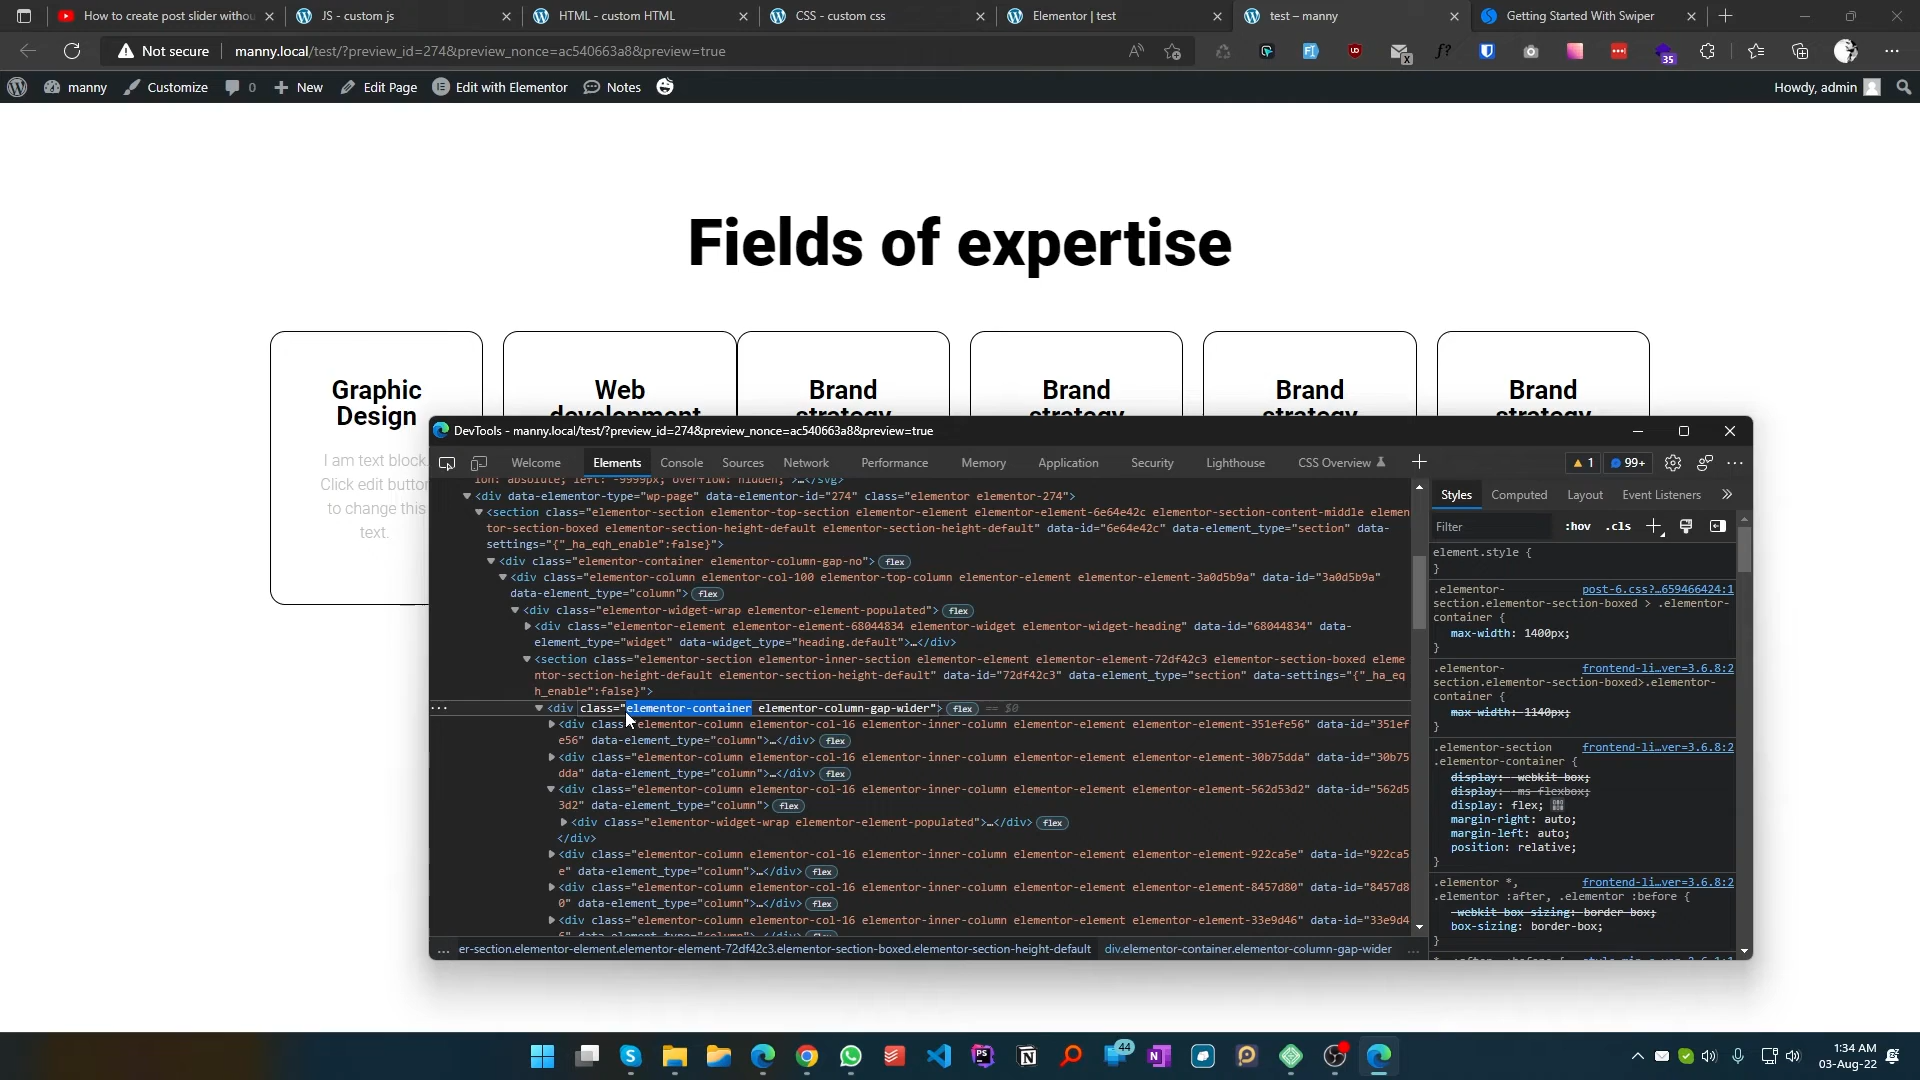 How to create post slider withou
JS - custom js
HTML - custom HTML
CSS - custom css
Elementor | test
test – manny
Getting Started With Swiper
Not secure
manny.local/test/?preview_id=274&preview_nonce=ac540663a8&preview=true
35
manny
Customize
0
New
Edit Page
Edit with Elementor
Notes
Howdy, admin
Fields of expertise
Graphic
Design
I am text block.
Click edit button
to change this
text.
Web
development
Brand
strategy
Brand
strategy
Brand
strategy
Brand
strategy
DevTools - manny.local/test/?preview_id=274&preview_nonce=ac540663a8&preview=true
Welcome
Elements
Console
Sources
Network
Performance
Memory
Application
Security
Lighthouse
CSS Overview
1
99+
ion: absolute; left: -9999px; overflow: hidden; >…</svg>
<div data-elementor-type="wp-page" data-elementor-id="274" class="elementor elementor-274">
<section class="elementor-section elementor-top-section elementor-element elementor-element-6e64e42c elementor-section-content-middle elemen
tor-section-boxed elementor-section-height-default elementor-section-height-default" data-id="6e64e42c" data-element_type="section" data-
settings="{"_ha_eqh_enable":false}">
<div class="elementor-container elementor-column-gap-no"> flex
<div class="elementor-column elementor-col-100 elementor-top-column elementor-element elementor-element-3a0d5b9a" data-id="3a0d5b9a"
data-element_type="column"> flex
<div class="elementor-widget-wrap elementor-element-populated"> flex
<div class="elementor-element elementor-element-68044834 elementor-widget elementor-widget-heading" data-id="68044834" data-
element_type="widget" data-widget_type="heading.default">…</div>
<section class="elementor-section elementor-inner-section elementor-element elementor-element-72df42c3 elementor-section-boxed eleme
ntor-section-height-default elementor-section-height-default" data-id="72df42c3" data-element_type="section" data-settings="{"_ha_eq
h_enable":false}">
<div class="elementor-container elementor-column-gap-wider"> flex == $0
<div class="elementor-column elementor-col-16 elementor-inner-column elementor-element elementor-element-351efe56" data-id="351ef
e56" data-element_type="column">…</div> flex
<div class="elementor-column elementor-col-16 elementor-inner-column elementor-element elementor-element-30b75dda" data-id="30b75
dda" data-element_type="column">…</div> flex
<div class="elementor-column elementor-col-16 elementor-inner-column elementor-element elementor-element-562d53d2" data-id="562d5
3d2" data-element_type="column"> flex
<div class="elementor-widget-wrap elementor-element-populated">…</div> flex
</div>
<div class="elementor-column elementor-col-16 elementor-inner-column elementor-element elementor-element-922ca5e" data-id="922ca5
e" data-element_type="column">…</div> flex
<div class="elementor-column elementor-col-16 elementor-inner-column elementor-element elementor-element-8457d80" data-id="8457d8
0" data-element_type="column">…</div> flex
<div class="elementor-column elementor-col-16 elementor-inner-column elementor-element elementor-element-33e9d46" data-id="33e9d4
6" data-element_type="column">…</div> flex
... er-section.elementor-element.elementor-element-72df42c3.elementor-section-boxed.elementor-section-height-default
div.elementor-container.elementor-column-gap-wider ...
Styles
Computed
Layout
Event Listeners
Filter
:hov
.cls
element.style {
}
.elementor- post-6.css?…659466424:1
section.elementor-section-boxed > .elementor-
container {
max-width: 1400px;
}
.elementor- frontend-li…ver=3.6.8:2
section.elementor-section-boxed>.elementor-
container {
max-width: 1140px;
}
.elementor-section frontend-li…ver=3.6.8:2
.elementor-container {
display: -webkit-box;
display: -ms-flexbox;
display: flex;
margin-right: auto;
margin-left: auto;
position: relative;
}
.elementor *, frontend-li…ver=3.6.8:2
.elementor :after, .elementor :before {
-webkit-box-sizing: border-box;
box-sizing: border-box;
}
44
1:34 AM
03-Aug-22